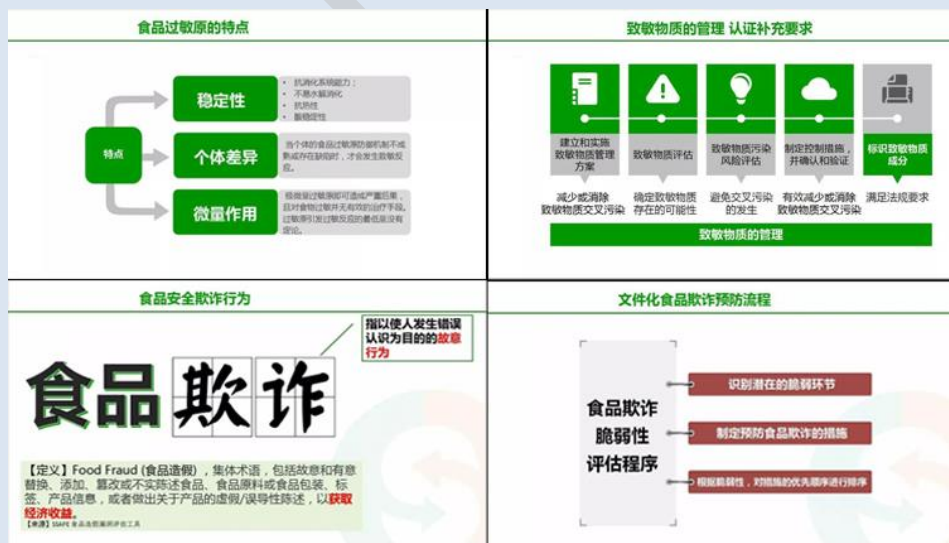 食品过敏原的特点
特点
稳定性
抗消化系统能力；
不易水解消化
抗热性
酸稳定性
个体差异
当个体的食品过敏原防御机制不成
熟或存在缺陷时，才会发生致敏反
应。
微量作用
极微量过敏原即可造成严重后果，
且对食物过敏并无有效的治疗手段。
过敏原引发过敏反应的最低量没有
定论。
致敏物质的管理 认证补充要求
建立和实施
致敏物质管理
方案
致敏物质评估
致敏物质污染
风险评估
制定控制措施，
并确认和验证
标识致敏物质
成分
减少或消除
致敏物质交叉污染
确定致敏物质
存在的可能性
避免交叉污染
的发生
有效减少或消除
致敏物质交叉污染
满足法规要求
致敏物质的管理
食品安全欺诈行为
指以使人发生错误
认识为目的的故意
行为
食品欺诈
【定义】Food Fraud (食品造假)，集体术语，包括故意和有意
替换、添加、篡改或不实陈述食品、食品原料或食品包装、标
签、产品信息，或者做出关于产品的虚假/误导性陈述，以获取
经济收益。
【来源】SSAFE 食品造假漏洞评估工具
文件化食品欺诈预防流程
食品欺诈
脆弱性
评估程序
识别潜在的脆弱环节
制定预防食品欺诈的措施
根据脆弱性，对措施的优先顺序进行排序